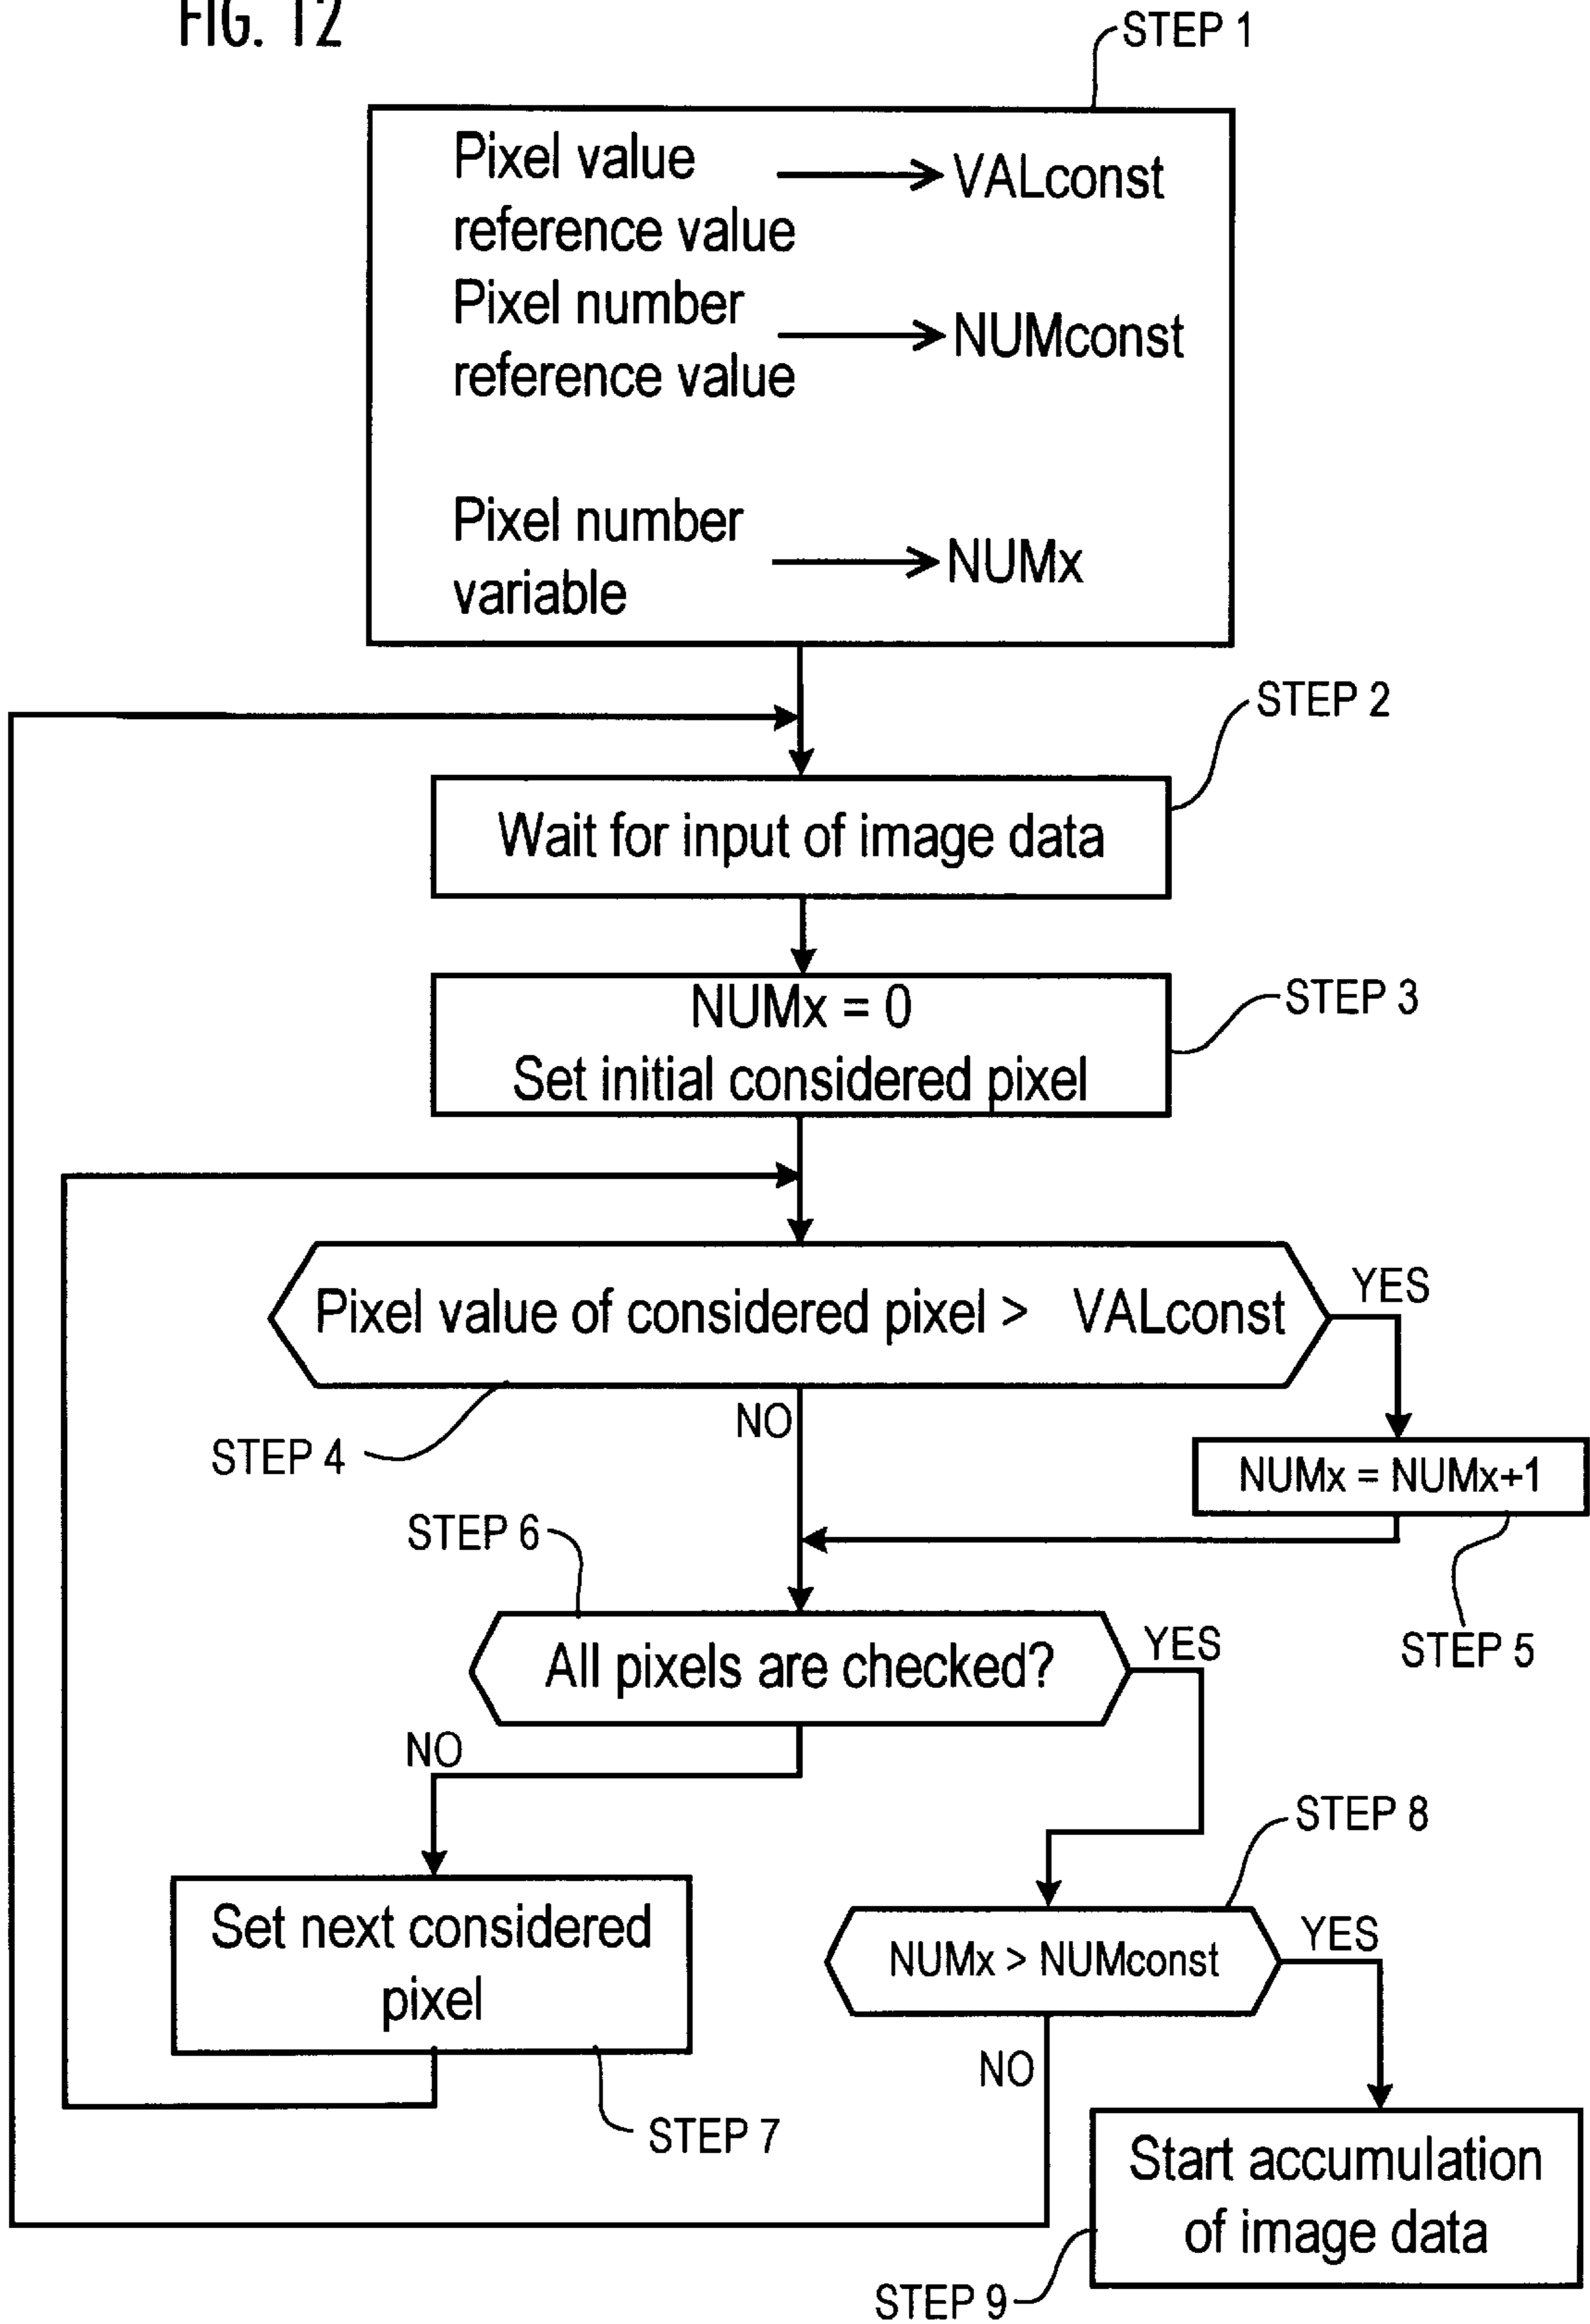 FIG. 12
STEP 1
Pixel value
reference value
VALconst
Pixel number
reference value
NUMconst
Pixel number
variable
NUMx
STEP 2
Wait for input of image data
STEP 3
NUMx = 0
Set initial considered pixel
Pixel value of considered pixel > VALconst
YES
NO
STEP 4
NUMx = NUMx+1
STEP 5
STEP 6
All pixels are checked?
YES
NO
Set next considered
pixel
STEP 7
STEP 8
NUMx > NUMconst
YES
NO
Start accumulation
of image data
STEP 9